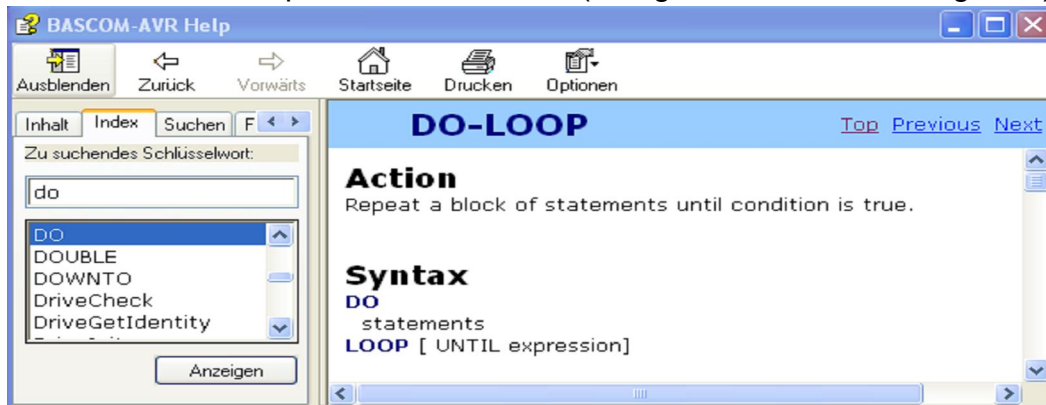 BASCOM-AVR Help
Ausblenden Zurück Vorwärts Startseite Drucken Optionen
Inhalt Index Suchen F
Zu suchendes Schlüsselwort:
do
DO
DOUBLE
DOWNTO
DriveCheck
DriveGetIdentity
Anzeigen
DO-LOOP
Top Previous Next
Action
Repeat a block of statements until condition is true.
Syntax
DO
statements
LOOP [ UNTIL expression]